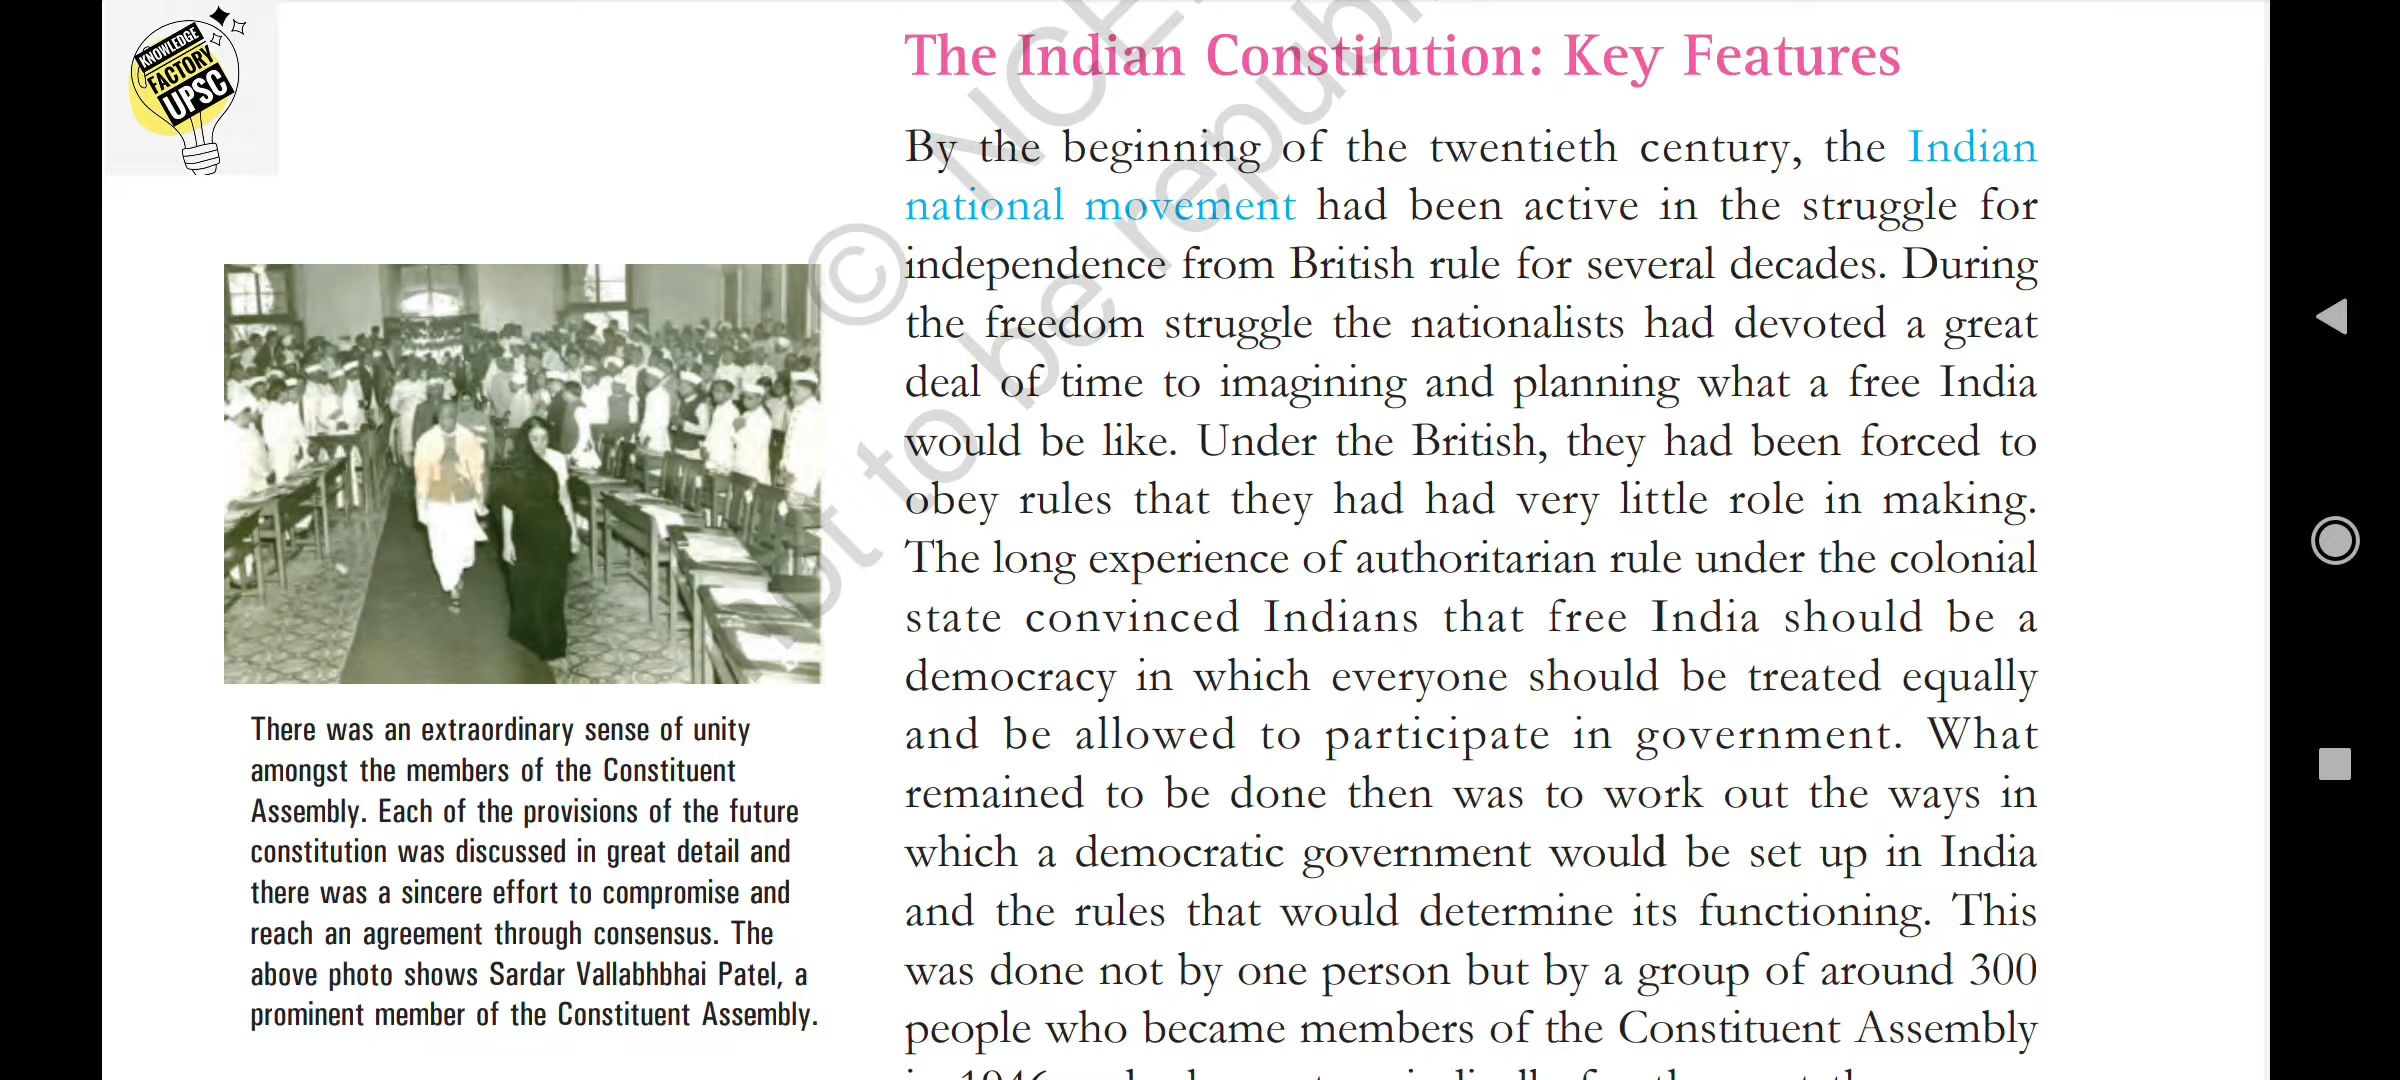 KNOWLEDGE
FACTORY
UPSC
The Indian Constitution: Key Features
By the beginning of the twentieth century, the Indian
national movement had been active in the struggle for
independence from British rule for several decades. During
the freedom struggle the nationalists had devoted a great
deal of time to imagining and planning what a free India
would be like. Under the British, they had been forced to
obey rules that they had had very little role in making.
The long experience of authoritarian rule under the colonial
state convinced Indians that free India should be a
democracy in which everyone should be treated equally
and be allowed to participate in government. What
remained to be done then was to work out the ways in
which a democratic government would be set up in India
and the rules that would determine its functioning. This
was done not by one person but by a group of around 300
people who became members of the Constituent Assembly
There was an extraordinary sense of unity
amongst the members of the Constituent
Assembly. Each of the provisions of the future
constitution was discussed in great detail and
there was a sincere effort to compromise and
reach an agreement through consensus. The
above photo shows Sardar Vallabhbhai Patel, a
prominent member of the Constituent Assembly.
© NCE
to be republ